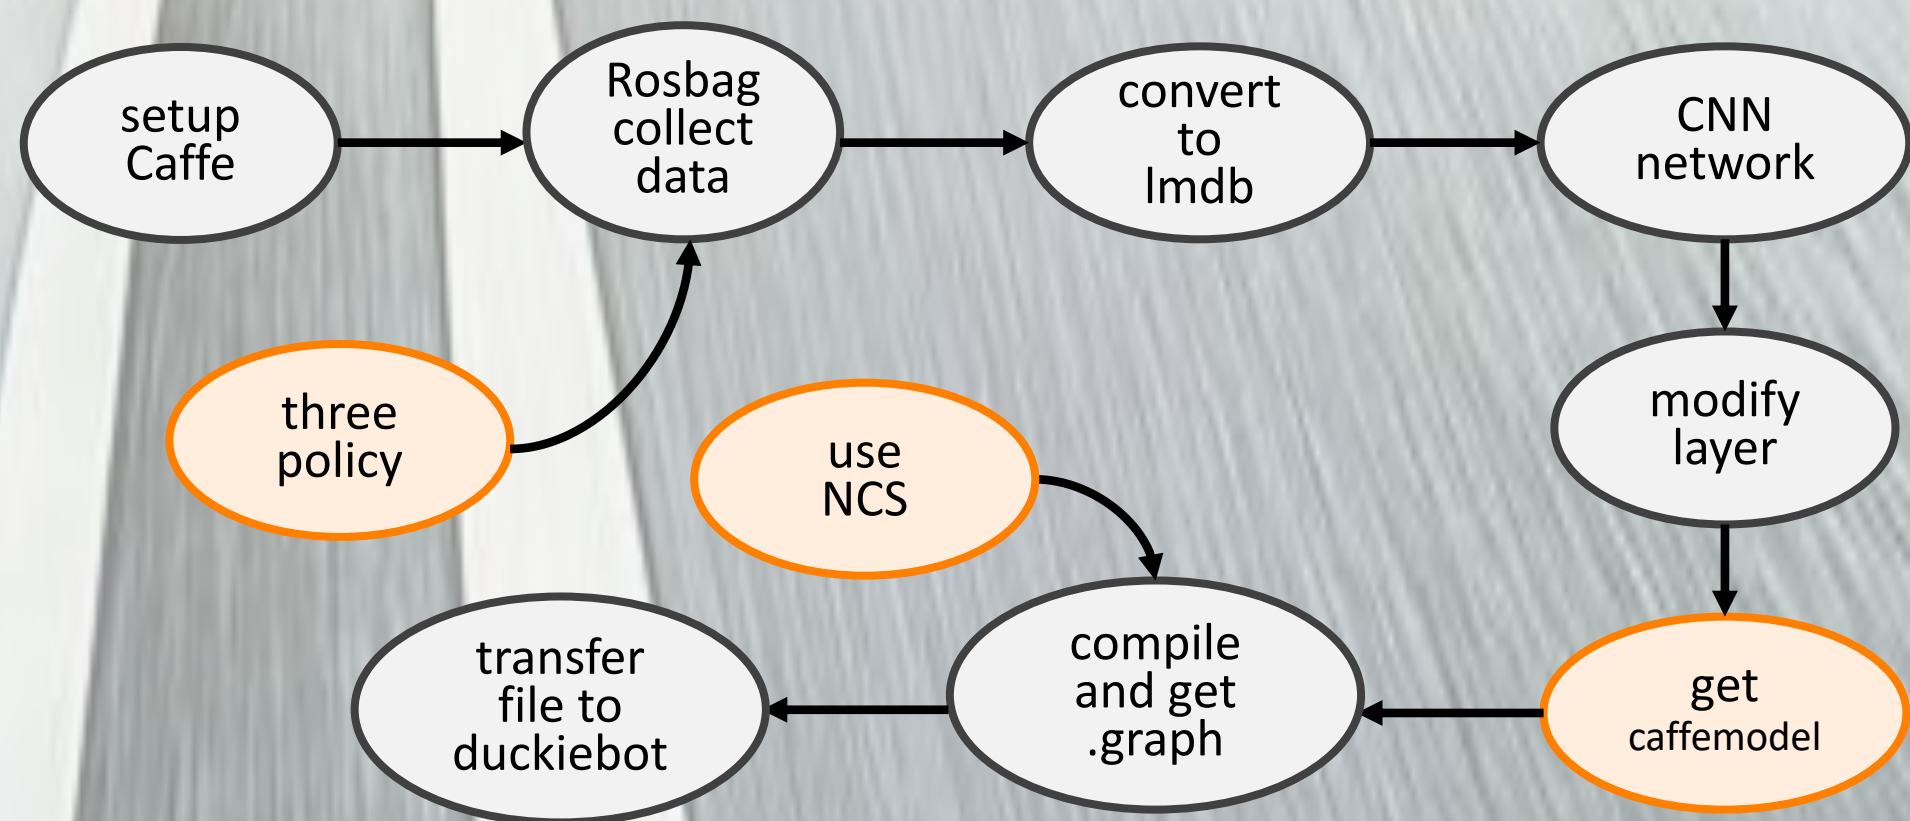 setup
Caffe
Rosbag
collect
data
convert
to
lmdb
CNN
network
three
policy
use
NCS
modify
layer
transfer
file to
duckiebot
compile
and get
.graph
get
caffemodel